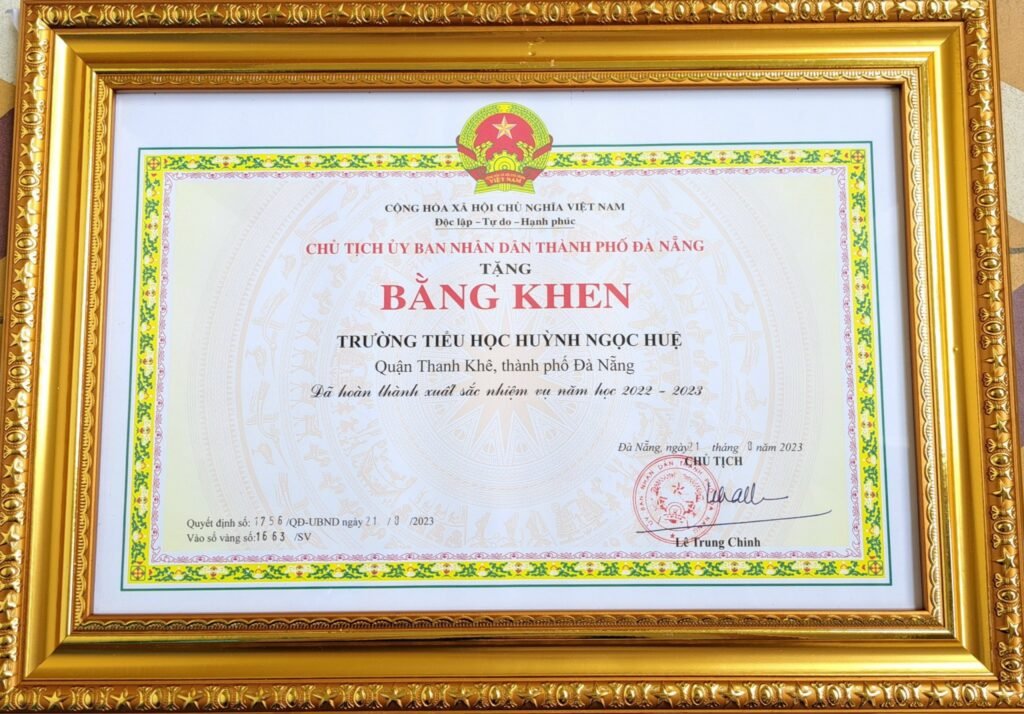 CỘNG HÒA XÃ HỘI CHỦ NGHĨA VIỆT NAM
Độc lập – Tự do – Hạnh phúc
CHỦ TỊCH ỦY BAN NHÂN DÂN THÀNH PHỐ ĐÀ NẴNG
TẶNG
BẰNG KHEN
TRƯỜNG TIỂU HỌC HUỲNH NGỌC HUỆ
Quận Thanh Khê, thành phố Đà Nẵng
Đã hoàn thành xuất sắc nhiệm vụ năm học 2022 – 2023
Đà Nẵng, ngày 21 tháng 8 năm 2023
CHỦ TỊCH
Quyết định số: 1756 /QĐ-UBND ngày 21 / 8 /2023
Vào sổ vàng số: 1663 /SV
Lê Trung Chinh